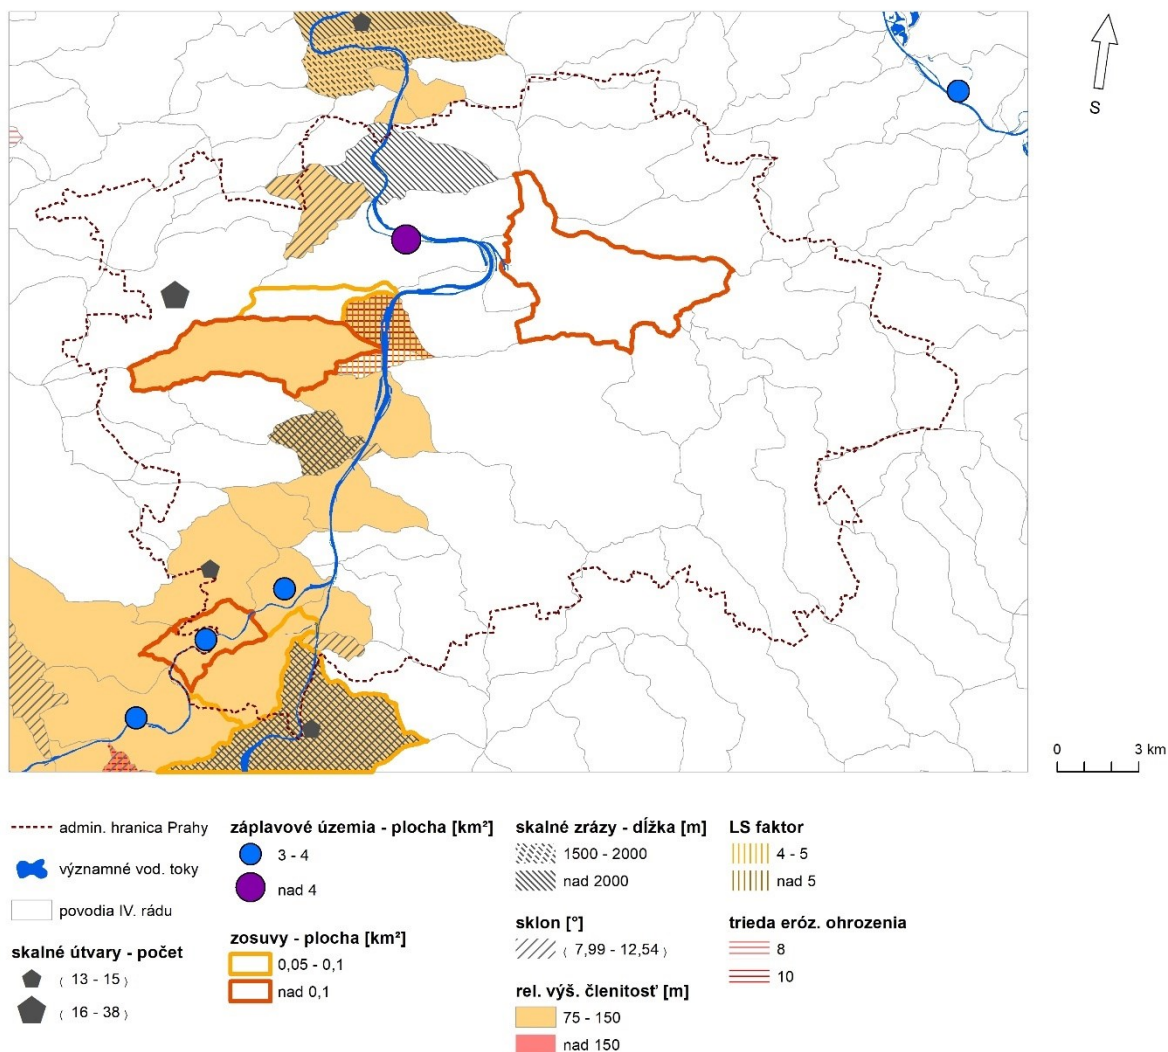 S
0 3 km
admin. hranica Prahy
významné vod. toky
povodia IV. rádu
skalné útvary - počet
⟨ 13 - 15 ⟩
⟨ 16 - 38 ⟩
záplavové územia - plocha [km²]
3 - 4
nad 4
zosuvy - plocha [km²]
0,05 - 0,1
nad 0,1
skalné zrázy - dĺžka [m]
1500 - 2000
nad 2000
sklon [°]
⟨ 7,99 - 12,54 ⟩
rel. výš. členitosť [m]
75 - 150
nad 150
LS faktor
4 - 5
nad 5
trieda eróz. ohrozenia
8
10